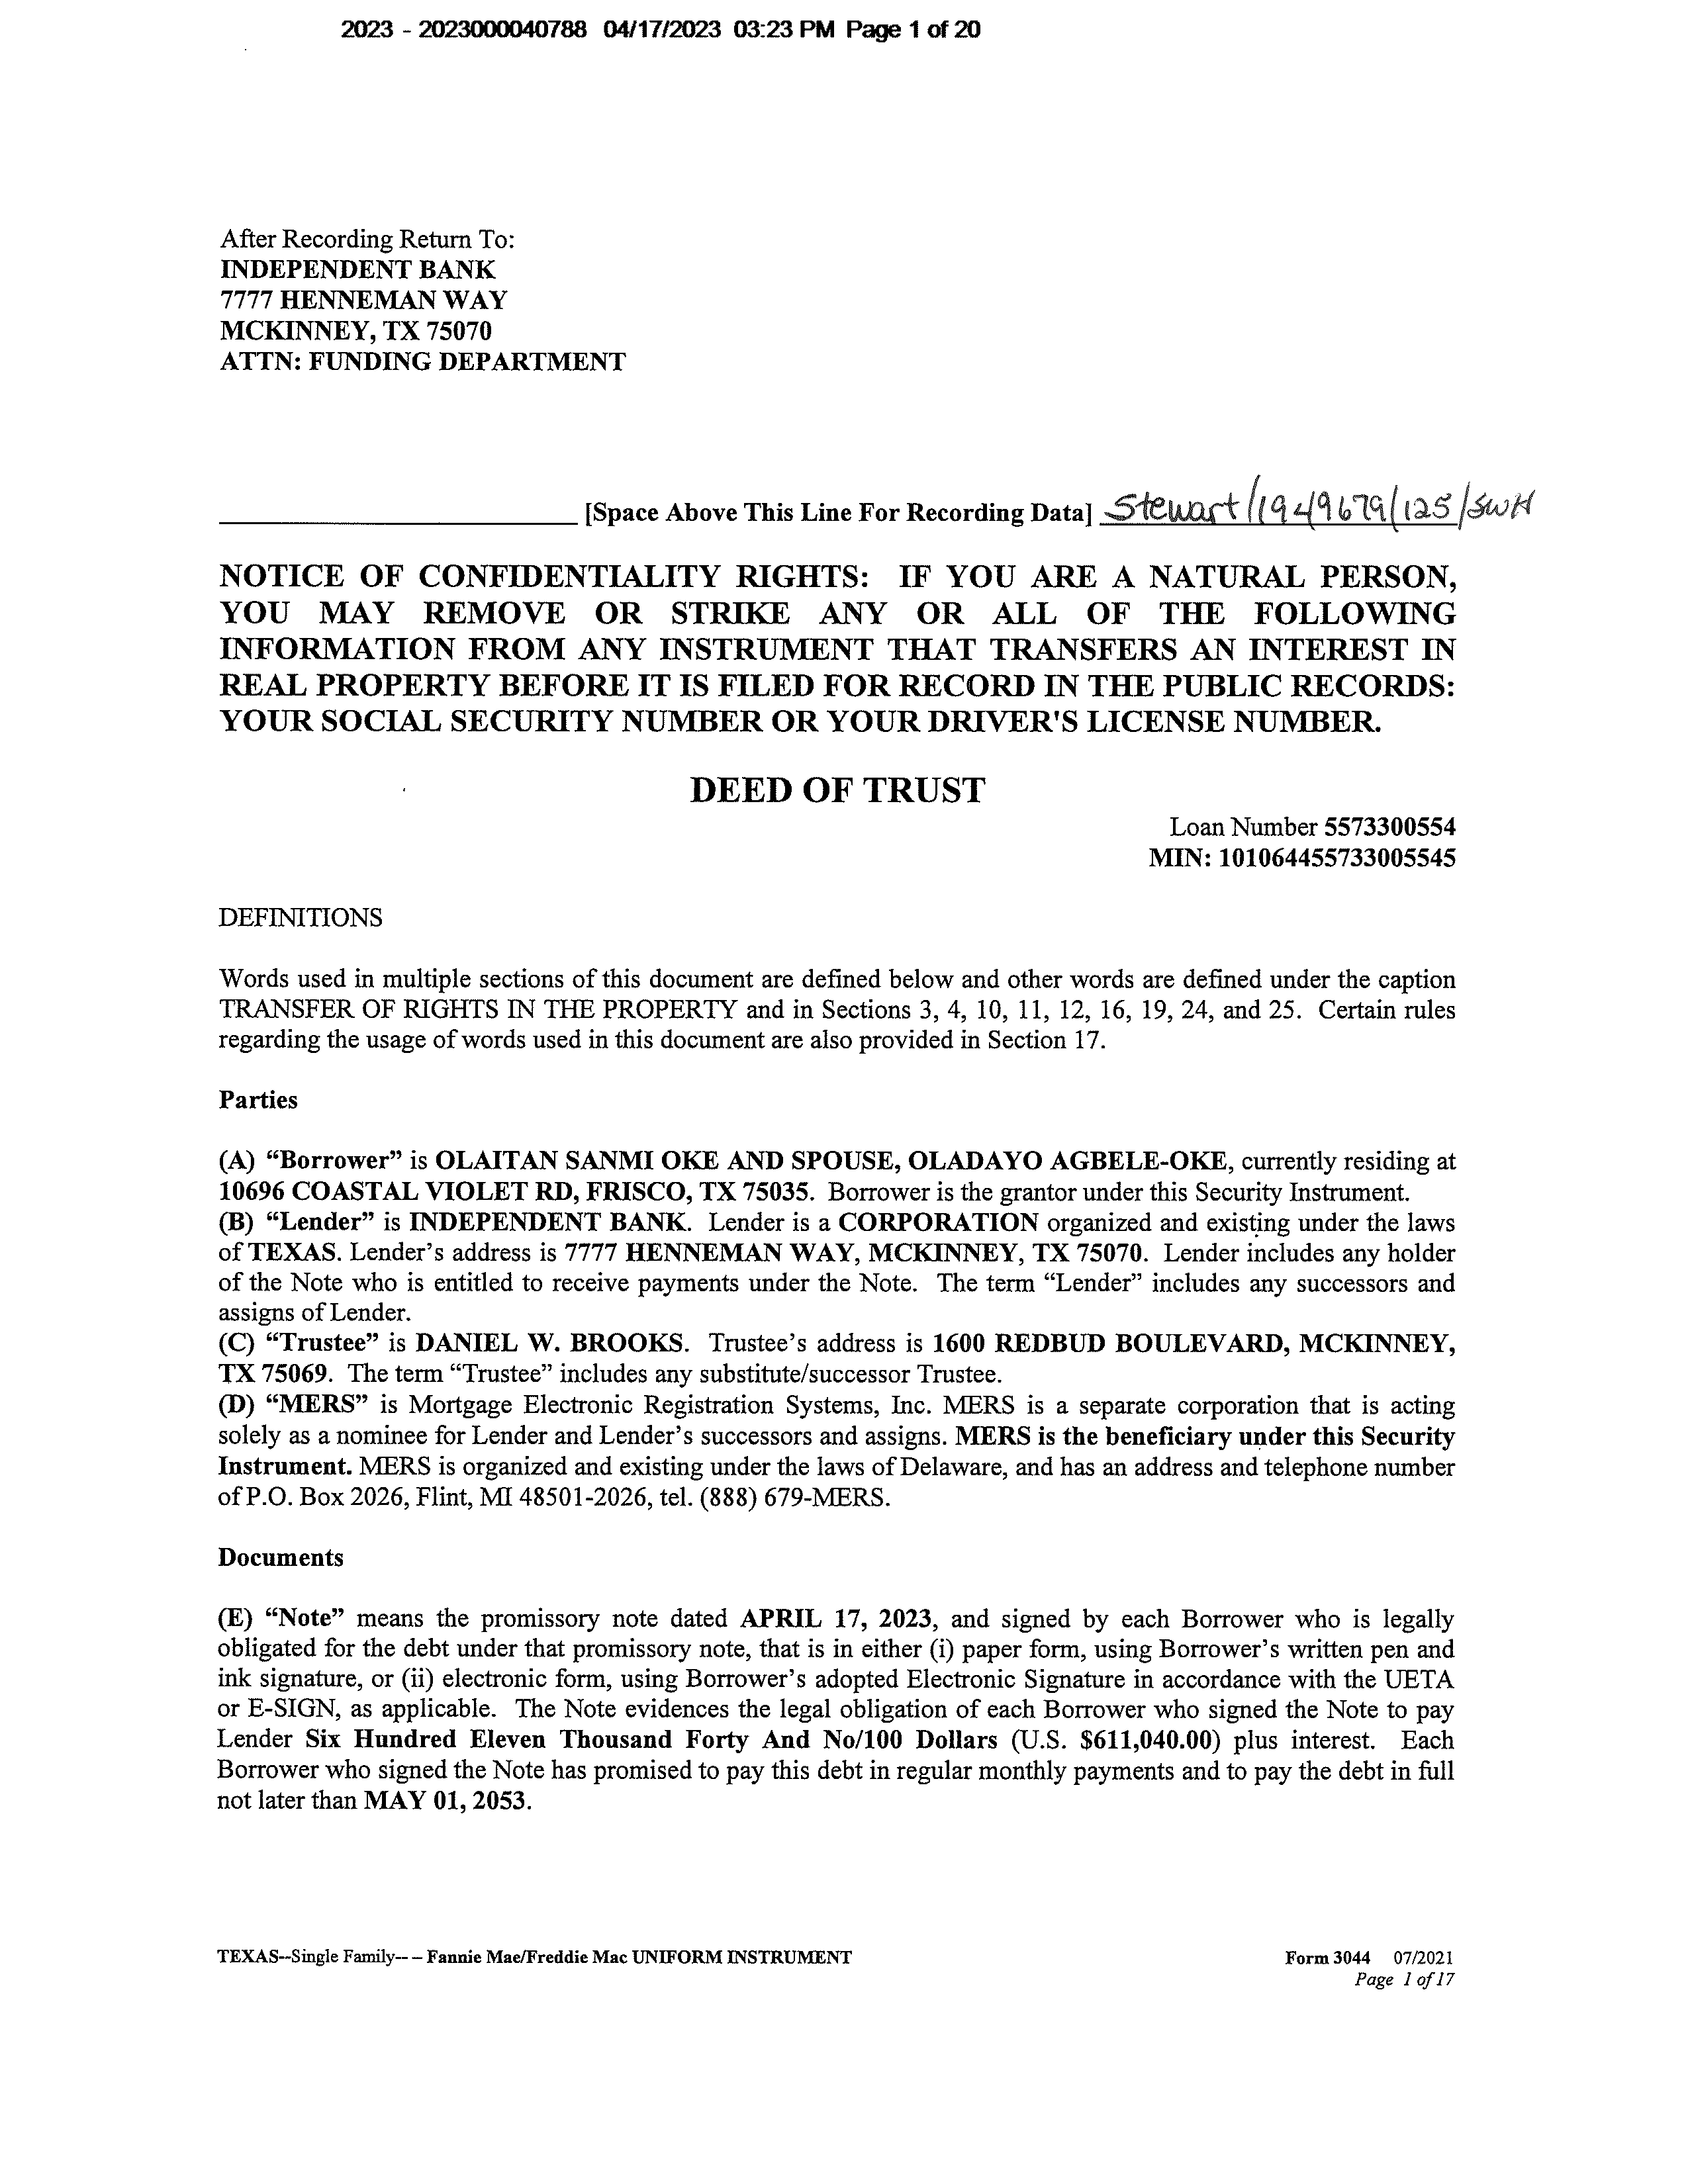 2023 - 2023000040788 04/17/2023 03:23 PM Page 1 of 20
After Recording Return To:
INDEPENDENT BANK
7777 HENNEMAN WAY
MCKINNEY, TX 75070
ATTN: FUNDING DEPARTMENT
[Space Above This Line For Recording Data] Stewart//1949679/125/SWH
NOTICE OF CONFIDENTIALITY RIGHTS: IF YOU ARE A NATURAL PERSON,
YOU MAY REMOVE OR STRIKE ANY OR ALL OF THE FOLLOWING
INFORMATION FROM ANY INSTRUMENT THAT TRANSFERS AN INTEREST IN
REAL PROPERTY BEFORE IT IS FILED FOR RECORD IN THE PUBLIC RECORDS:
YOUR SOCIAL SECURITY NUMBER OR YOUR DRIVER'S LICENSE NUMBER.
DEED OF TRUST
Loan Number 5573300554
MIN: 101064455733005545
DEFINITIONS
Words used in multiple sections of this document are defined below and other words are defined under the caption
TRANSFER OF RIGHTS IN THE PROPERTY and in Sections 3, 4, 10, 11, 12, 16, 19, 24, and 25. Certain rules
regarding the usage of words used in this document are also provided in Section 17.
Parties
(A) “Borrower” is OLAITAN SANMI OKE AND SPOUSE, OLADAYO AGBELE-OKE, currently residing at
10696 COASTAL VIOLET RD, FRISCO, TX 75035. Borrower is the grantor under this Security Instrument.
(B) “Lender” is INDEPENDENT BANK. Lender is a CORPORATION organized and existing under the laws
of TEXAS. Lender’s address is 7777 HENNEMAN WAY, MCKINNEY, TX 75070. Lender includes any holder
of the Note who is entitled to receive payments under the Note. The term “Lender” includes any successors and
assigns of Lender.
(C) “Trustee” is DANIEL W. BROOKS. Trustee’s address is 1600 REDBUD BOULEVARD, MCKINNEY,
TX 75069. The term “Trustee” includes any substitute/successor Trustee.
(D) “MERS” is Mortgage Electronic Registration Systems, Inc. MERS is a separate corporation that is acting
solely as a nominee for Lender and Lender’s successors and assigns. MERS is the beneficiary under this Security
Instrument. MERS is organized and existing under the laws of Delaware, and has an address and telephone number
of P.O. Box 2026, Flint, MI 48501-2026, tel. (888) 679-MERS.
Documents
(E) “Note” means the promissory note dated APRIL 17, 2023, and signed by each Borrower who is legally
obligated for the debt under that promissory note, that is in either (i) paper form, using Borrower’s written pen and
ink signature, or (ii) electronic form, using Borrower’s adopted Electronic Signature in accordance with the UETA
or E-SIGN, as applicable. The Note evidences the legal obligation of each Borrower who signed the Note to pay
Lender Six Hundred Eleven Thousand Forty And No/100 Dollars (U.S. $611,040.00) plus interest. Each
Borrower who signed the Note has promised to pay this debt in regular monthly payments and to pay the debt in full
not later than MAY 01, 2053.
TEXAS--Single Family-- – Fannie Mae/Freddie Mac UNIFORM INSTRUMENT
Form 3044 07/2021
Page 1 of 17